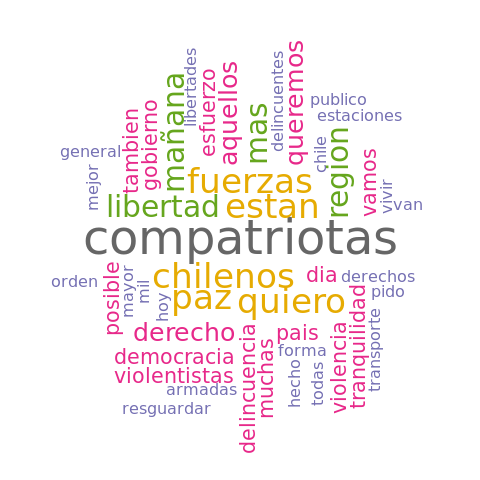 libertades
delincuentes
queremos
aquellos
esfuerzo
mañana
publico
gobierno
tambien
mas
estaciones
general
region
chile
vamos
mejor
fuerzas
vivir
libertad
estan
van
compatriotas
chilenos
dia
derechos
orden
posible
mayor
mil
hoy
paz
quiero
pido
tranquilidad
derecho
pais
violencia
transporte
democracia
delincuencia
muchas
forma
violentistas
hecho
todas
armadas
resguardar